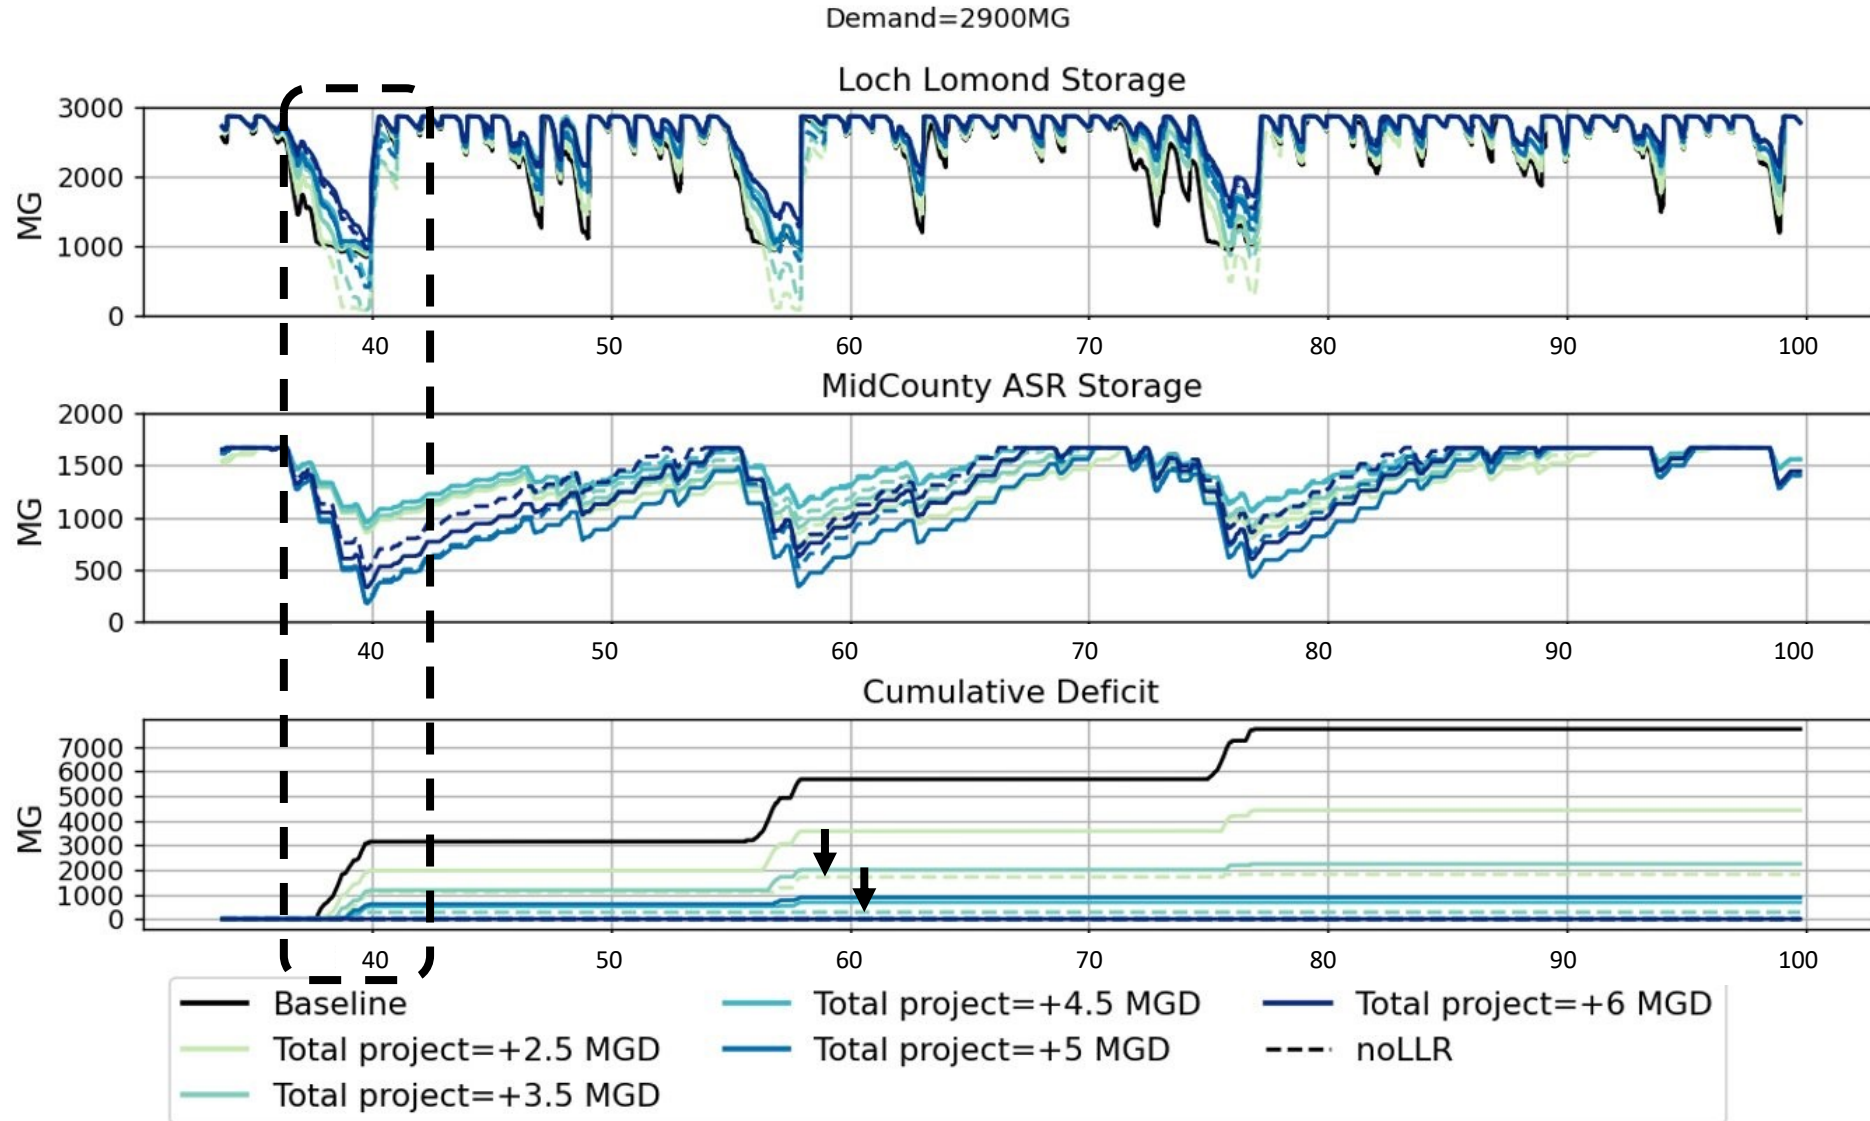 Demand=2900MG
Loch Lomond Storage
3000
2000
1000
0
MG
40 50 60 70 80 90 100
MidCounty ASR Storage
2000
1500
1000
500
0
MG
40 50 60 70 80 90 100
Cumulative Deficit
7000
6000
5000
4000
3000
2000
1000
0
MG
40 50 60 70 80 90 100
Baseline
Total project=+2.5 MGD
Total project=+3.5 MGD
Total project=+4.5 MGD
Total project=+5 MGD
Total project=+6 MGD
noLLR